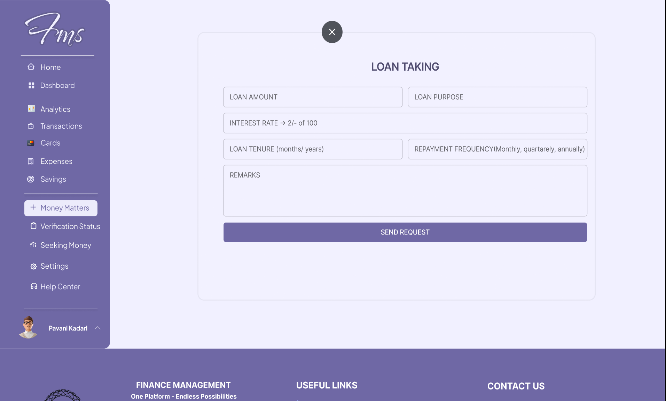 Fms
Home
Dashboard
Analytics
Transactions
Cards
Expenses
Savings
Money Matters
Verification Status
Seeking Money
Settings
Help Center
Pavani Kadari
LOAN TAKING
LOAN AMOUNT
LOAN PURPOSE
INTEREST RATE -> 2/- of 100
LOAN TENURE (months/ years)
REPAYMENT FREQUENCY(Monthly, quartarely, annually)
REMARKS
SEND REQUEST
FINANCE MANAGEMENT
One Platform - Endless Possibilities
USEFUL LINKS
CONTACT US